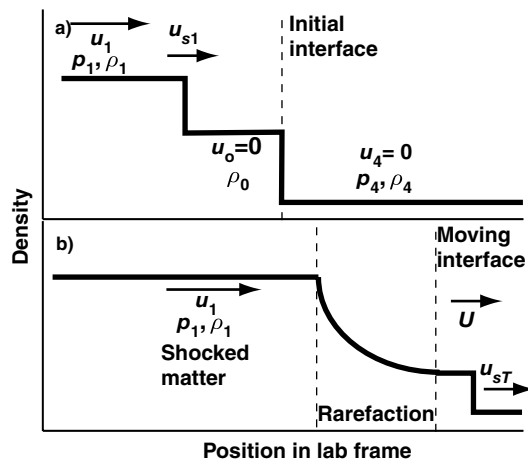 a)
u₁
p₁, ρ₁
uₛ₁
Initial
interface
uₒ=0
ρ₀
u₄= 0
p₄, ρ₄
Density
b)
u₁
p₁, ρ₁
Shocked
matter
Rarefaction
Moving
interface
U
u_sT
Position in lab frame